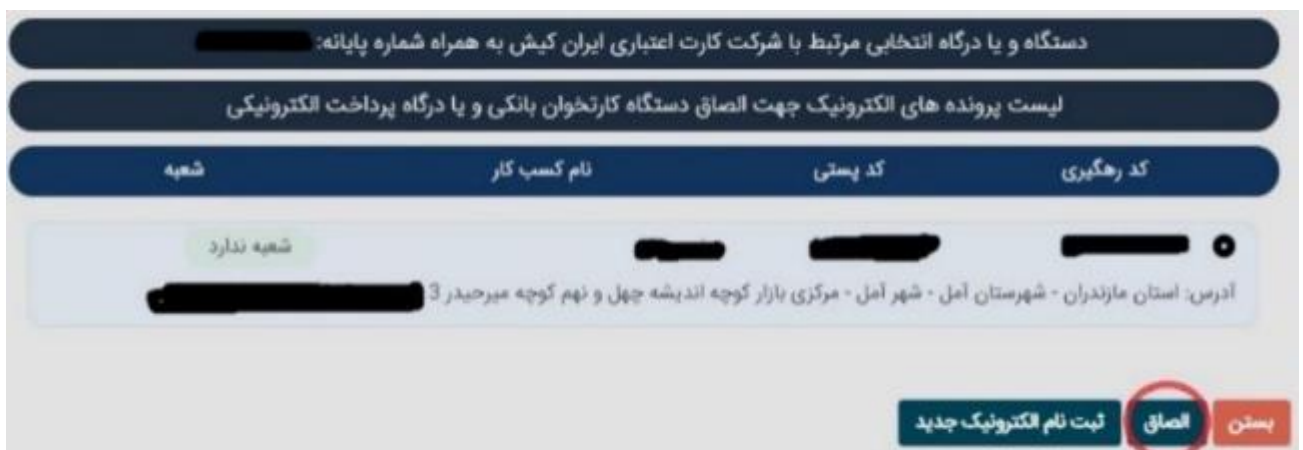 دستگاه و یا درگاه انتخابی مرتبط با شرکت کارت اعتباری ایران کیش به همراه شماره پایانه:
لیست پرونده های الکترونیک جهت الصاق دستگاه کارتخوان بانکی و یا درگاه پرداخت الکترونیکی
کد رهگیری کد پستی نام کسب کار شعبه
شعبه ندارد
آدرس: استان مازندران - شهرستان آمل - شهر آمل - مرکزی بازار کوچه اندیشه چهل و نهم کوچه میرحیدر 3
بستن الصاق ثبت نام الکترونیک جدید